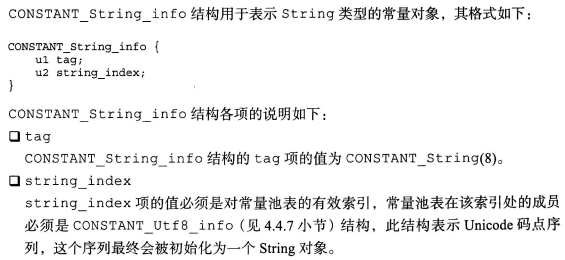 CONSTANT_String_info 结构用于表示 String 类型的常量对象，其格式如下：
CONSTANT_String_info {
    u1 tag;
    u2 string_index;
}
CONSTANT_String_info 结构各项的说明如下：
❑ tag
CONSTANT_String_info 结构的 tag 项的值为 CONSTANT_String(8)。
❑ string_index
string_index 项的值必须是对常量池表的有效索引，常量池表在该索引处的成员
必须是 CONSTANT_Utf8_info（见 4.4.7 小节）结构，此结构表示 Unicode 码点序
列，这个序列最终会被初始化为一个 String 对象。